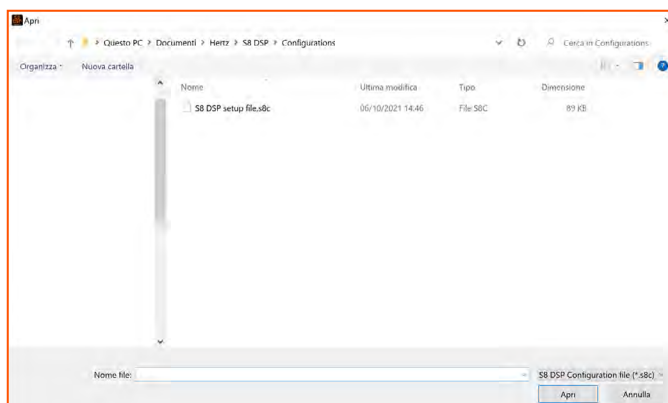 Apri
Questo PC > Documenti > Hertz > S8 DSP > Configurations
Cerca in Configurations
Organizza
Nuova cartella
Nome
Ultima modifica
Tipo
Dimensione
S8 DSP setup file.s8c
06/10/2021 14:46
File S8C
89 KB
Nome file:
S8 DSP Configuration file (*.s8c)
Apri
Annulla